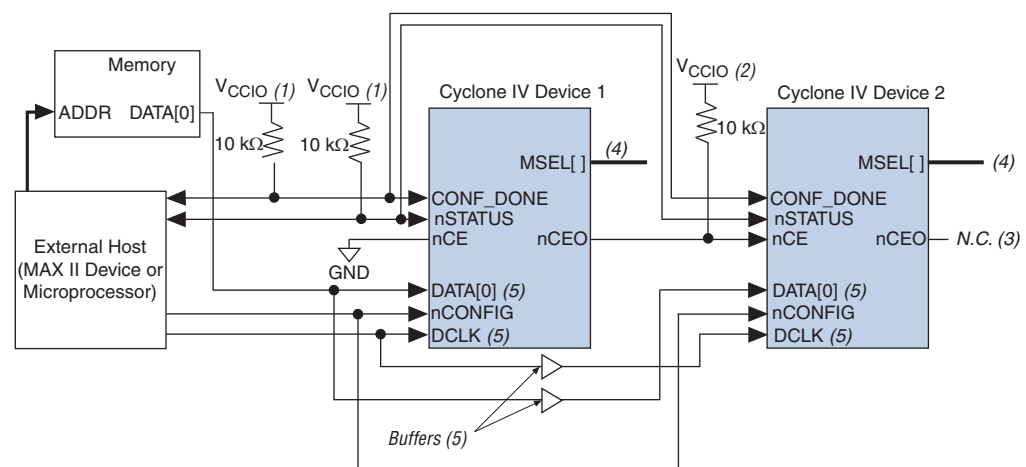 Memory
ADDR DATA[0]
VCCIO (1)
10 kΩ
VCCIO (1)
10 kΩ
Cyclone IV Device 1
MSEL[ ]
(4)
CONF_DONE
nSTATUS
nCE
nCEO
DATA[0] (5)
nCONFIG
DCLK (5)
VCCIO (2)
10 kΩ
Cyclone IV Device 2
MSEL[ ]
(4)
CONF_DONE
nSTATUS
nCE
nCEO
N.C. (3)
DATA[0] (5)
nCONFIG
DCLK (5)
External Host
(MAX II Device or
Microprocessor)
GND
Buffers (5)